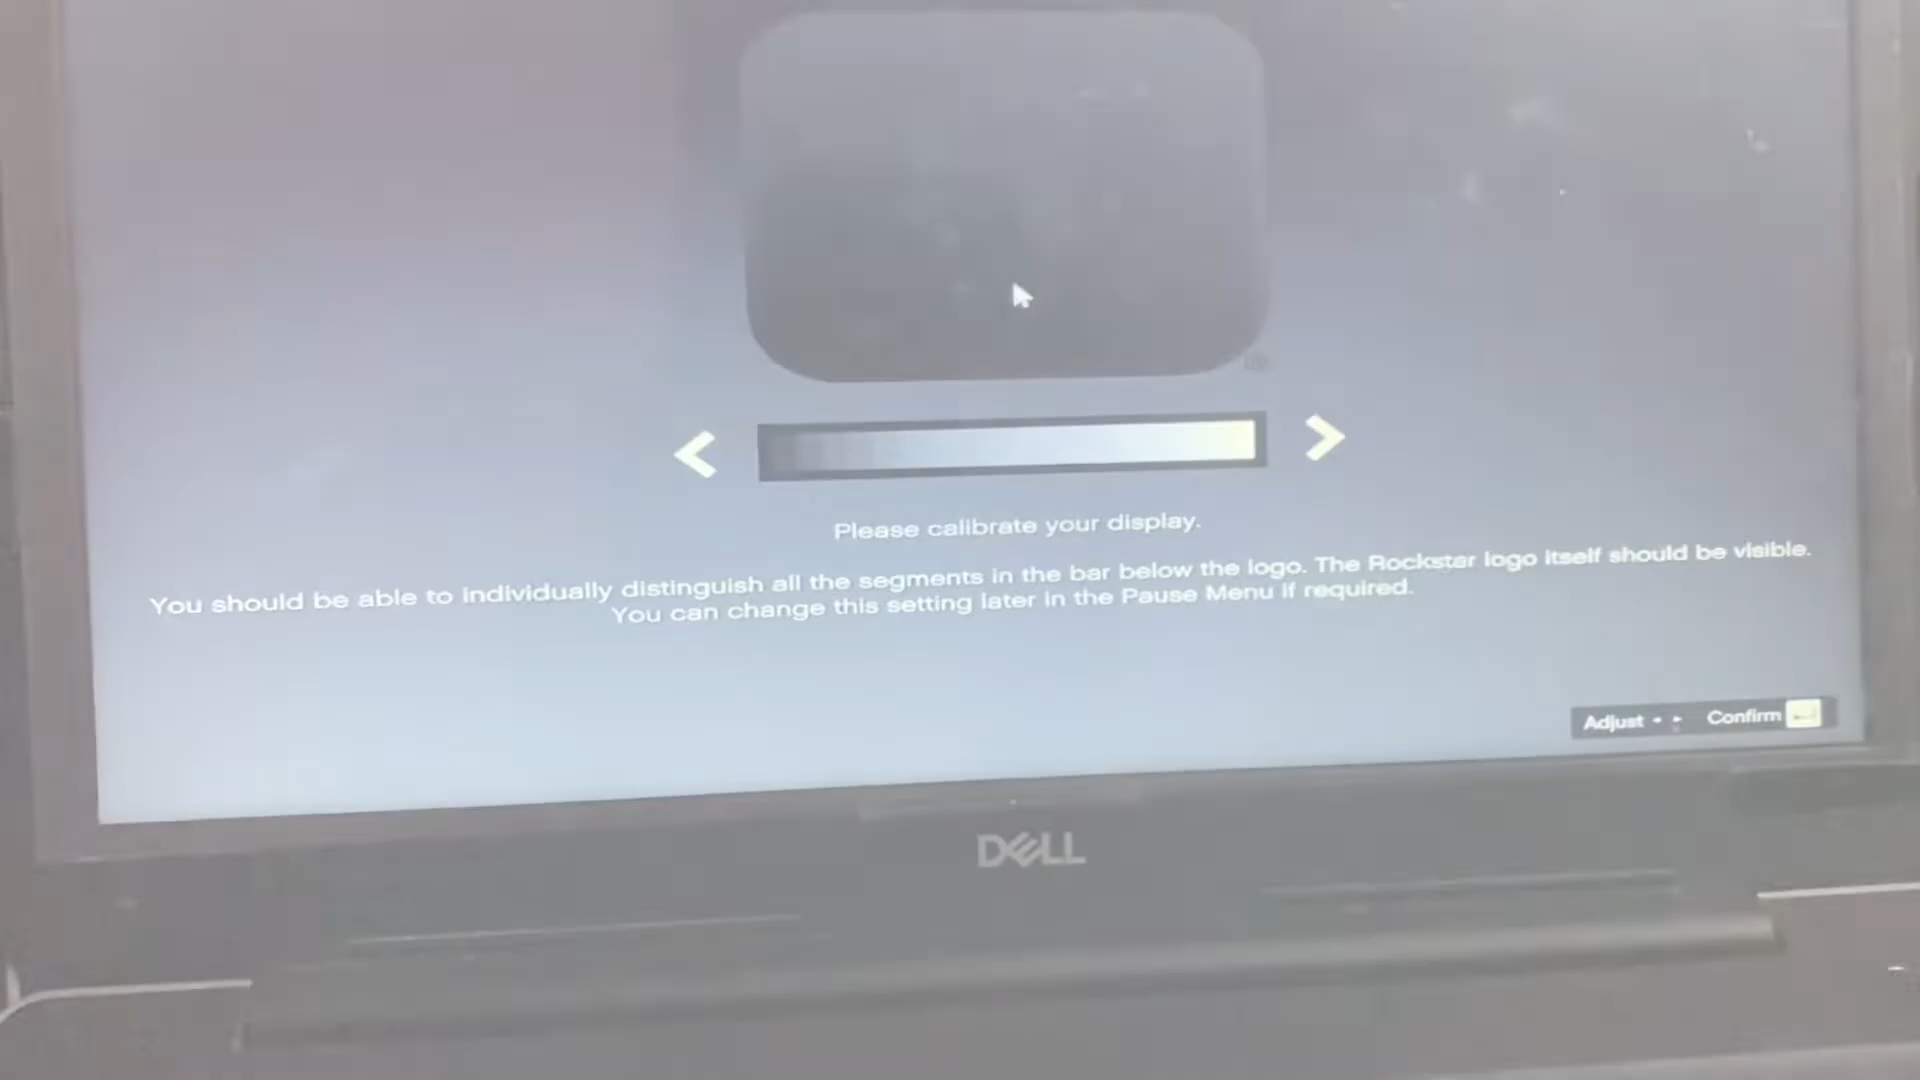 Please calibrate your display.
You should be able to individually distinguish all the segments in the bar below the logo. The Rockstar logo itself should be visible.
You can change this setting later in the Pause Menu if required.
Adjust Confirm
DELL